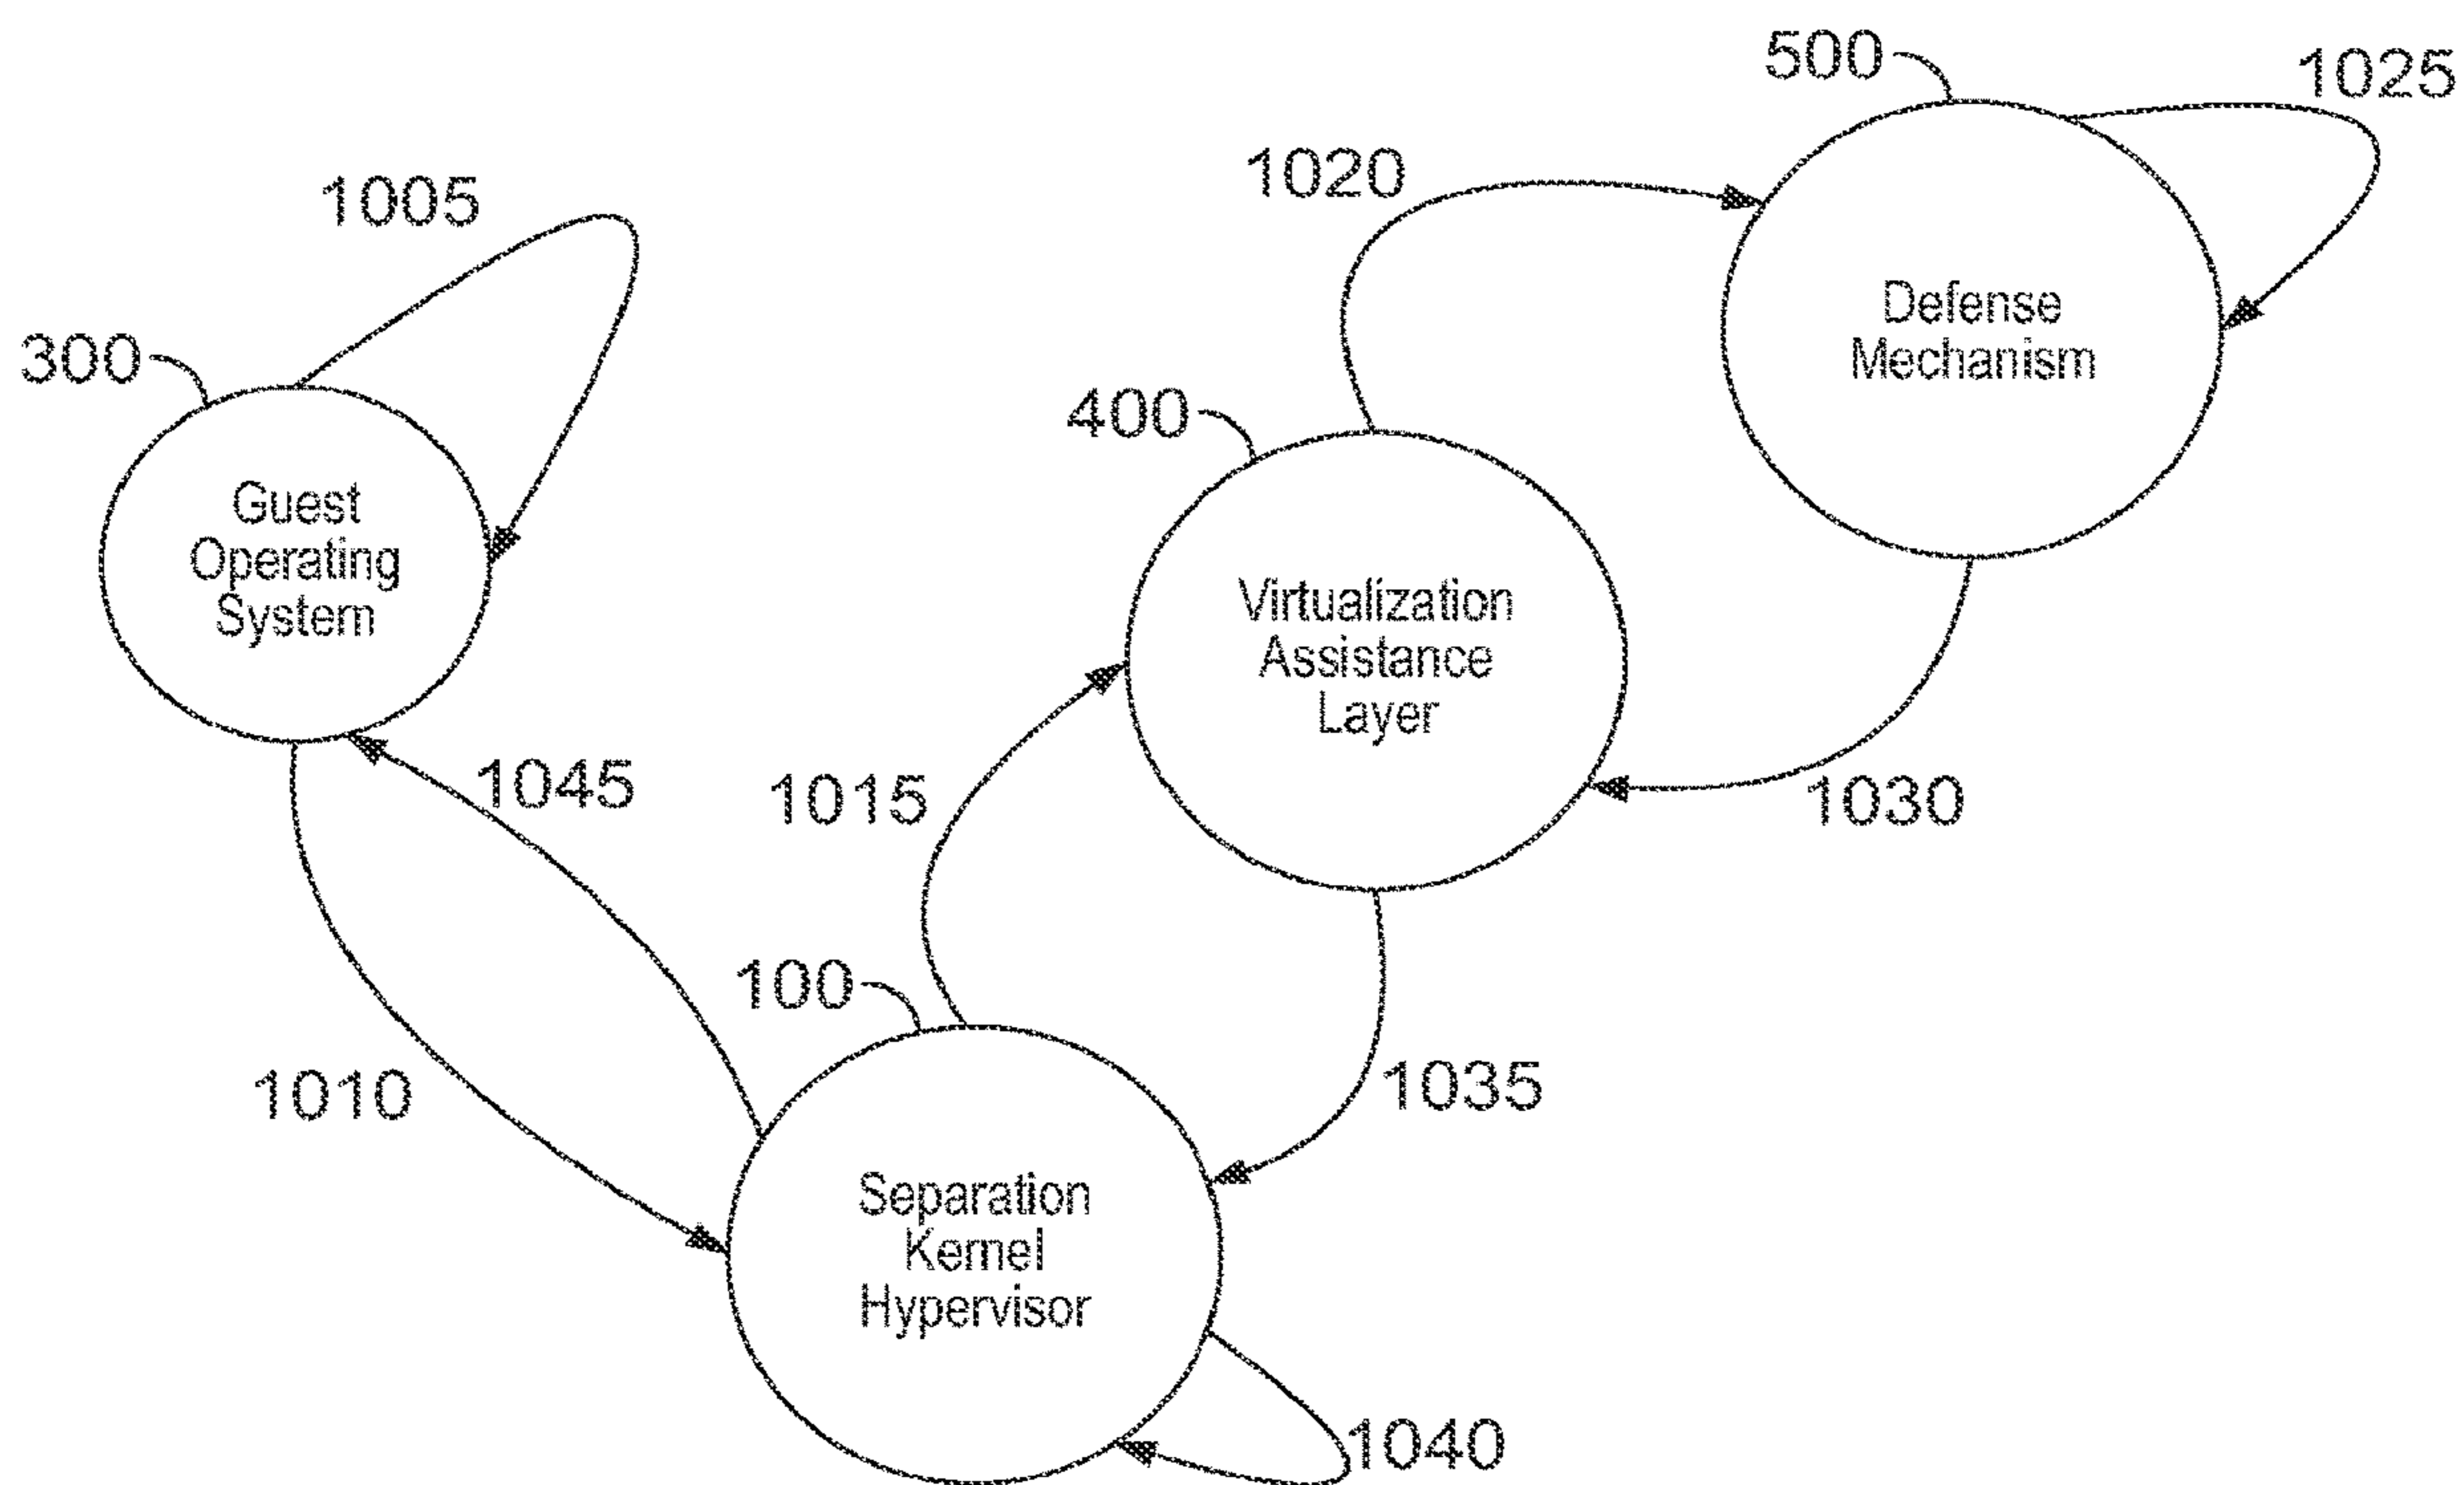 500
1025
1020
1005
300
Defense
Mechanism
400
Guest
Operating
System
Virtualization
Assistance
Layer
1045
1015
1030
100
1010
1035
Separation
Kernel
Hypervisor
1040